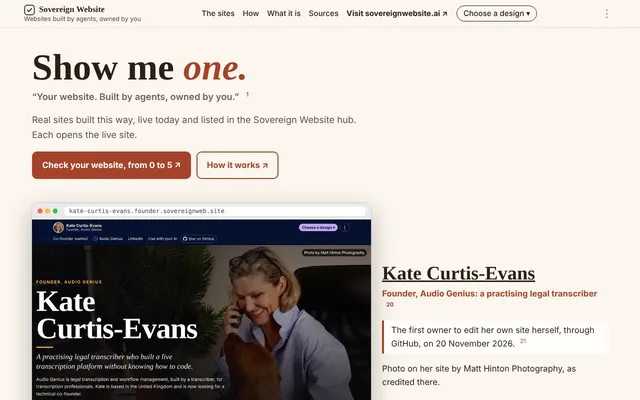 Sovereign Website
Websites built by agents, owned by you
The sites How What it is Sources Visit sovereignwebsite.ai ↗ Choose a design ▾
Show me one.
“Your website. Built by agents, owned by you.” 1
Real sites built this way, live today and listed in the Sovereign Website hub.
Each opens the live site.
Check your website, from 0 to 5 ↗ How it works ↗
kate-curtis-evans.founder.sovereignweb.site
Kate Curtis-Evans
Founder, Audio Genius
Choose a design ▾
Co-founder wanted Audio Genius LinkedIn Use with your AI Star on GitHub
Photo by Matt Hinton Photography
FOUNDER, AUDIO GENIUS
Kate
Curtis-Evans
A practising legal transcriber who built a live
transcription platform without knowing how to code.
Audio Genius is legal transcription and workflow management, built by a transcriber, for
transcription professionals. Kate is based in the United Kingdom and is now looking for a
technical co-founder.
Kate Curtis-Evans
Founder, Audio Genius: a practising legal transcriber
20
The first owner to edit her own site herself, through
GitHub, on 20 November 2026. 21
Photo on her site by Matt Hinton Photography, as
credited there.